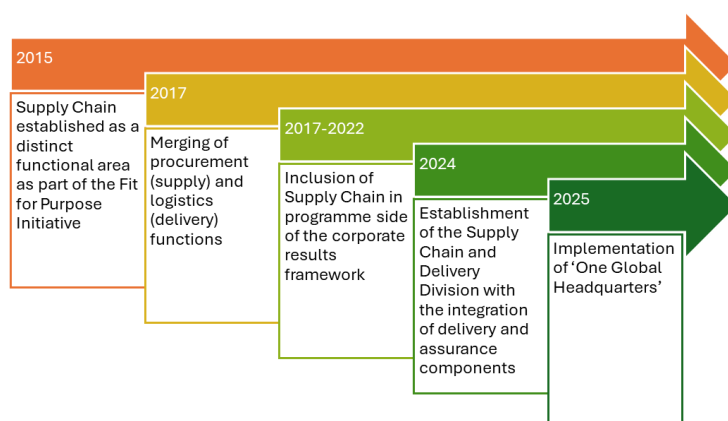 2015
Supply Chain
established as a
distinct
functional area
as part of the Fit
for Purpose
Initiative
2017
Merging of
procurement
(supply) and
logistics
(delivery)
functions
2017-2022
Inclusion of
Supply Chain in
programme side
of the corporate
results
framework
2024
Establishment
of the Supply
Chain and
Delivery
Division with
the integration
of delivery and
assurance
components
2025
Implementation
of ‘One Global
Headquarters’